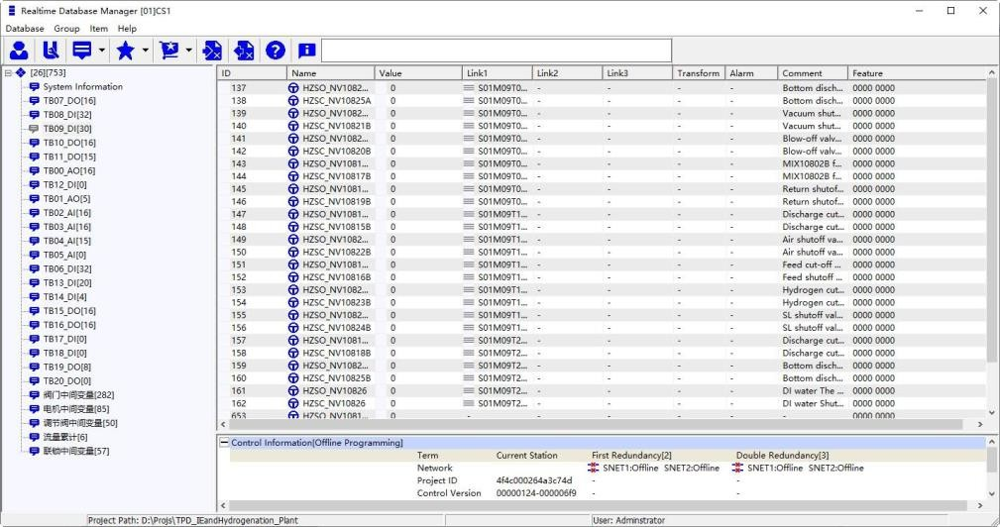 Realtime Database Manager [01]CS1
Database Group Item Help
[26][753]
System Information
TB07_DO[16]
TB08_DI[32]
TB09_DI[30]
TB10_DO[16]
TB11_DO[15]
TB00_AO[16]
TB12_DI[0]
TB01_AO[5]
TB02_AI[16]
TB03_AI[16]
TB04_AI[15]
TB05_AI[0]
TB06_DI[32]
TB13_DI[20]
TB14_DI[4]
TB15_DO[16]
TB16_DO[16]
TB17_DI[0]
TB18_DI[0]
TB19_DO[8]
TB20_DO[0]
阀门中间变量[282]
电机中间变量[85]
调节阀中间变量[50]
流量累计[6]
联锁中间变量[57]
ID Name Value Link1 Link2 Link3 Transform Alarm Comment Feature
137 HZSO_NV1082... 0 S01M09T0... - - - - Bottom disch... 0000 0000
138 HZSC_NV10825A 0 S01M09T0... - - - - Bottom disch... 0000 0000
139 HZSO_NV1082... 0 S01M09T0... - - - - Vacuum shut... 0000 0000
140 HZSC_NV10821B 0 S01M09T0... - - - - Vacuum shut... 0000 0000
141 HZSO_NV1082... 0 S01M09T0... - - - - Blow-off valv... 0000 0000
142 HZSC_NV10820B 0 S01M09T0... - - - - Blow-off valv... 0000 0000
143 HZSO_NV1081... 0 S01M09T0... - - - - MIX10802B f... 0000 0000
144 HZSC_NV10817B 0 S01M09T0... - - - - MIX10802B f... 0000 0000
145 HZSO_NV1081... 0 S01M09T0... - - - - Return shutof... 0000 0000
146 HZSC_NV10819B 0 S01M09T0... - - - - Return shutof... 0000 0000
147 HZSO_NV1081... 0 S01M09T1... - - - - Discharge cut... 0000 0000
148 HZSC_NV10815B 0 S01M09T1... - - - - Discharge cut... 0000 0000
149 HZSO_NV1082... 0 S01M09T1... - - - - Air shutoff va... 0000 0000
150 HZSC_NV10822B 0 S01M09T1... - - - - Air shutoff va... 0000 0000
151 HZSO_NV1081... 0 S01M09T1... - - - - Feed cut-off ... 0000 0000
152 HZSC_NV10816B 0 S01M09T1... - - - - Feed shutoff ... 0000 0000
153 HZSO_NV1082... 0 S01M09T1... - - - - Hydrogen cut... 0000 0000
154 HZSC_NV10823B 0 S01M09T1... - - - - Hydrogen cut... 0000 0000
155 HZSO_NV1082... 0 S01M09T1... - - - - SL shutoff val... 0000 0000
156 HZSC_NV10824B 0 S01M09T1... - - - - SL shutoff val... 0000 0000
157 HZSO_NV1081... 0 S01M09T2... - - - - Discharge cut... 0000 0000
158 HZSC_NV10818B 0 S01M09T2... - - - - Discharge cut... 0000 0000
159 HZSO_NV1082... 0 S01M09T2... - - - - Bottom disch... 0000 0000
160 HZSC_NV10825B 0 S01M09T2... - - - - Bottom disch... 0000 0000
161 HZSO_NV10826 0 S01M09T2... - - - - DI water The ... 0000 0000
162 HZSC_NV10826 0 S01M09T2... - - - - DI water Shut... 0000 0000
653 HZSO_NV1081... 0 - - - - - 0000 0000
Control Information[Offline Programming]
Term Current Station First Redundancy[2] Double Redundancy[3]
Network SNET1:Offline SNET2:Offline SNET1:Offline SNET2:Offline
Project ID 4f4c000264a3c74d - -
Control Version 00000124-000006f9 - -
Project Path: D:\Projs\TPD_IEandHydrogenation_Plant User: Adminstrator